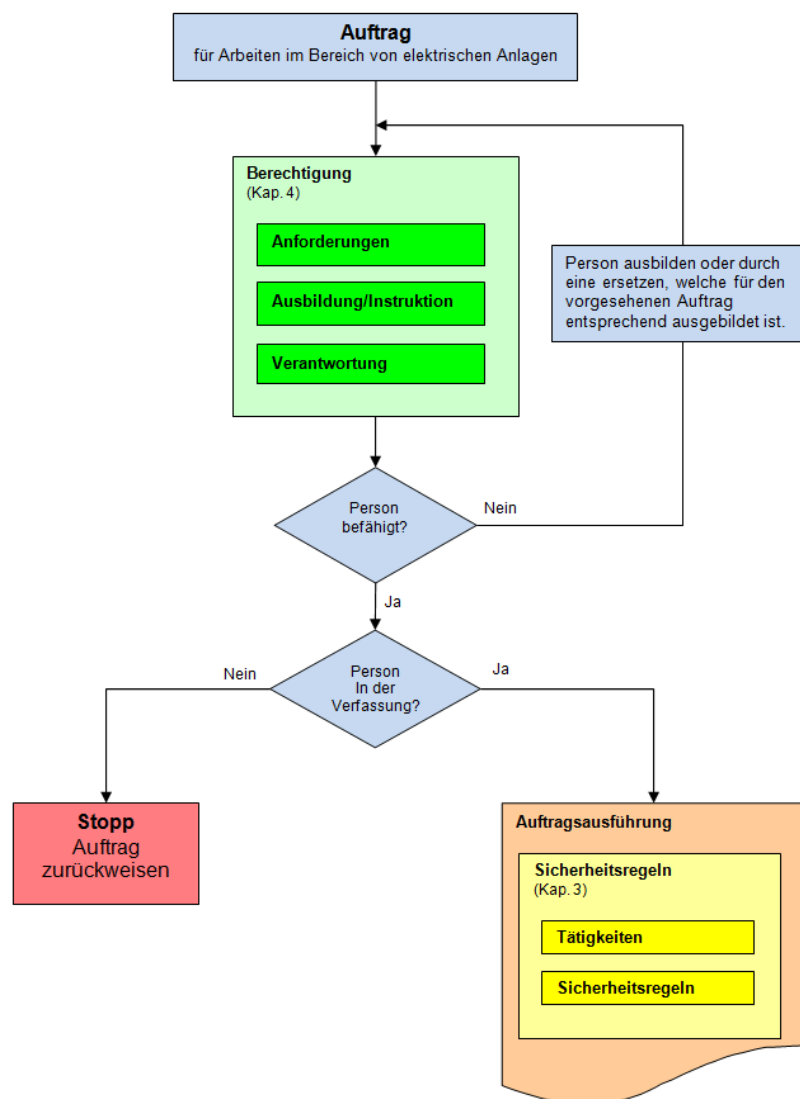 Auftrag
für Arbeiten im Bereich von elektrischen Anlagen
Berechtigung
(Kap. 4)
Anforderungen
Ausbildung/Instruktion
Verantwortung
Person ausbilden oder durch
eine ersetzen, welche für den
vorgesehenen Auftrag
entsprechend ausgebildet ist.
Person
befähigt?
Nein
Ja
Person
In der
Verfassung?
Nein
Ja
Stopp
Auftrag
zurückweisen
Auftragsausführung
Sicherheitsregeln
(Kap. 3)
Tätigkeiten
Sicherheitsregeln